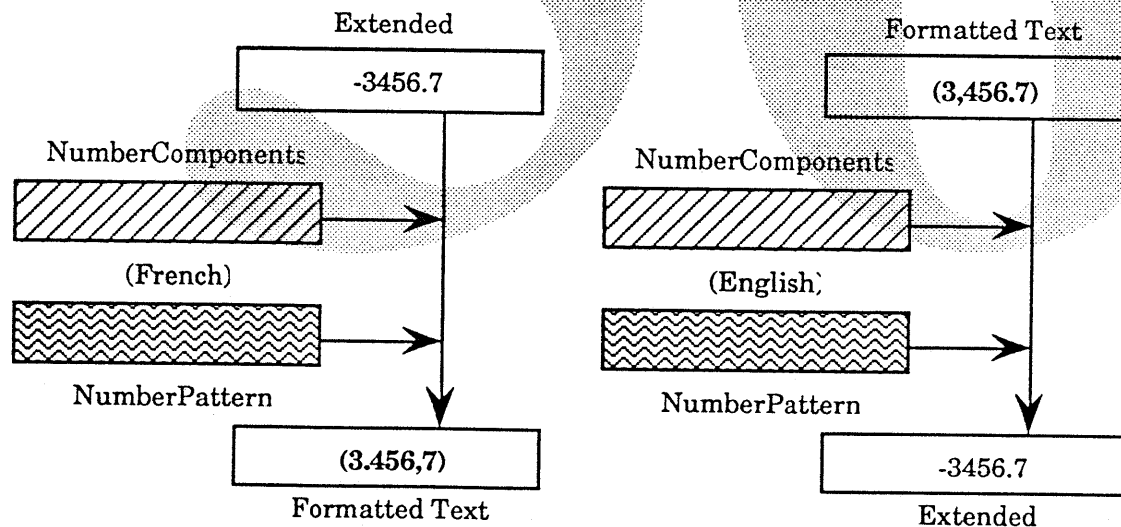 Extended
-3456.7
NumberComponents
(French)
NumberPattern
(3.456,7)
Formatted Text
Formatted Text
(3,456.7)
NumberComponents
(English)
NumberPattern
-3456.7
Extended